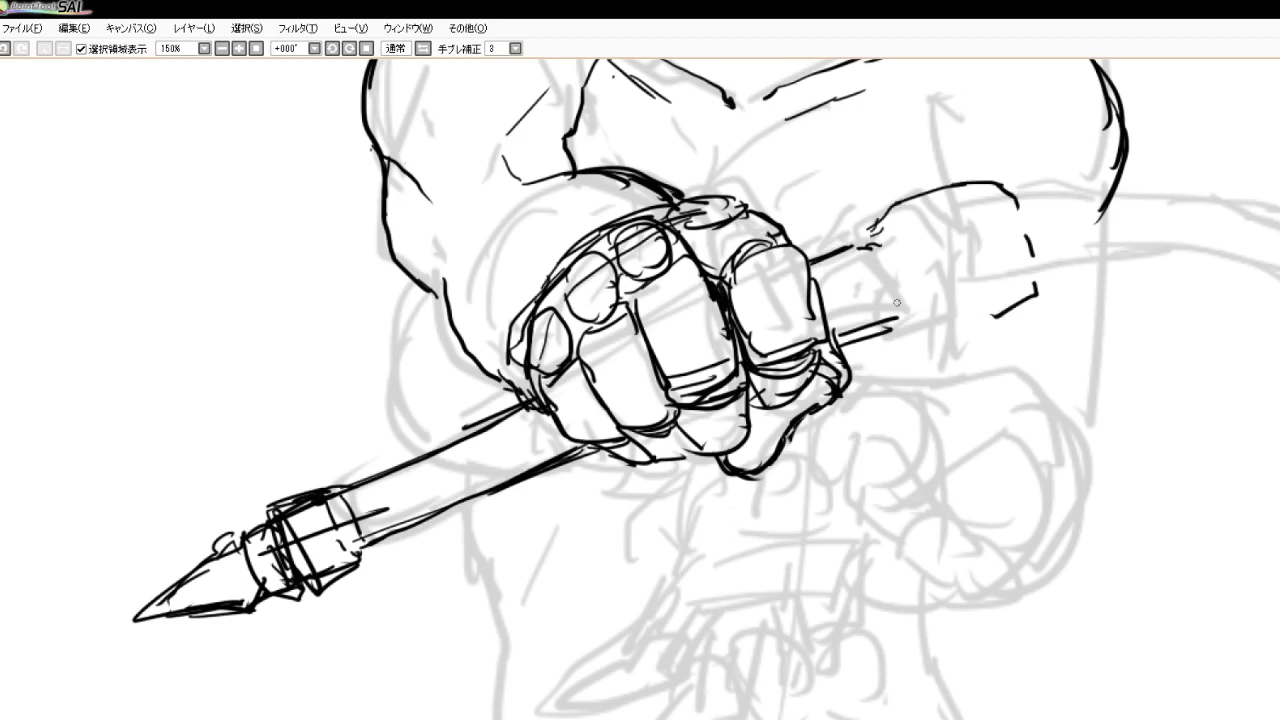 PaintTool SAI
ファイル(F) 編集(E) キャンバス(C) レイヤー(L) 選択(S) フィルタ(T) ビュー(V) ウィンドウ(W) その他(O)
選択領域表示 150% +000° 通常 手ブレ補正 3